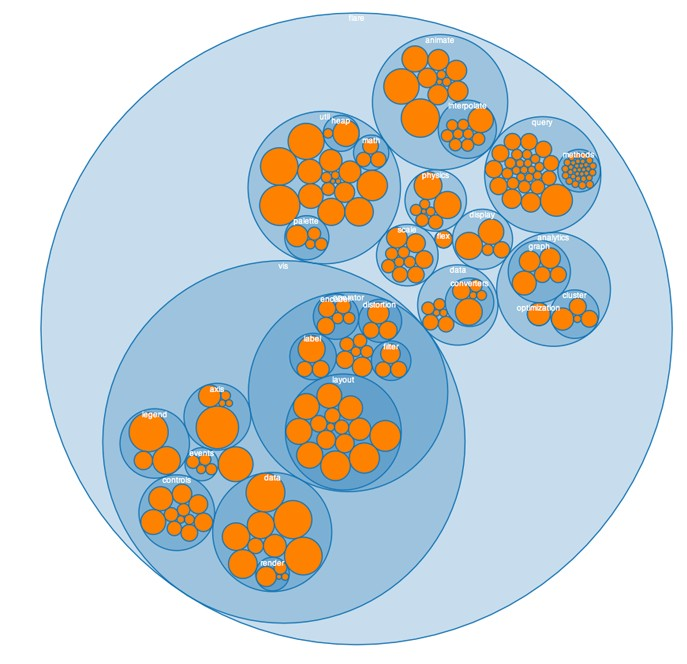 flare
animate
interpolate
query
methods
util
heap
math
palette
physics
scale
flex
display
analytics
graph
optimization
cluster
data
converters
vis
encoder
operator
distortion
label
filter
layout
axis
legend
events
controls
data
render